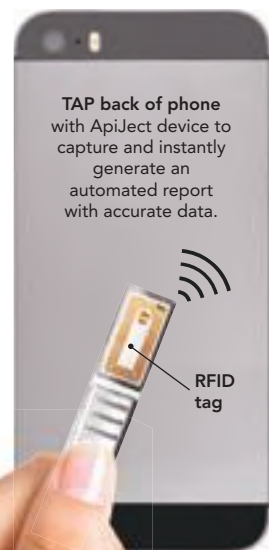 TAP back of phone
with ApiJect device to
capture and instantly
generate an
automated report
with accurate data.
RFID
tag